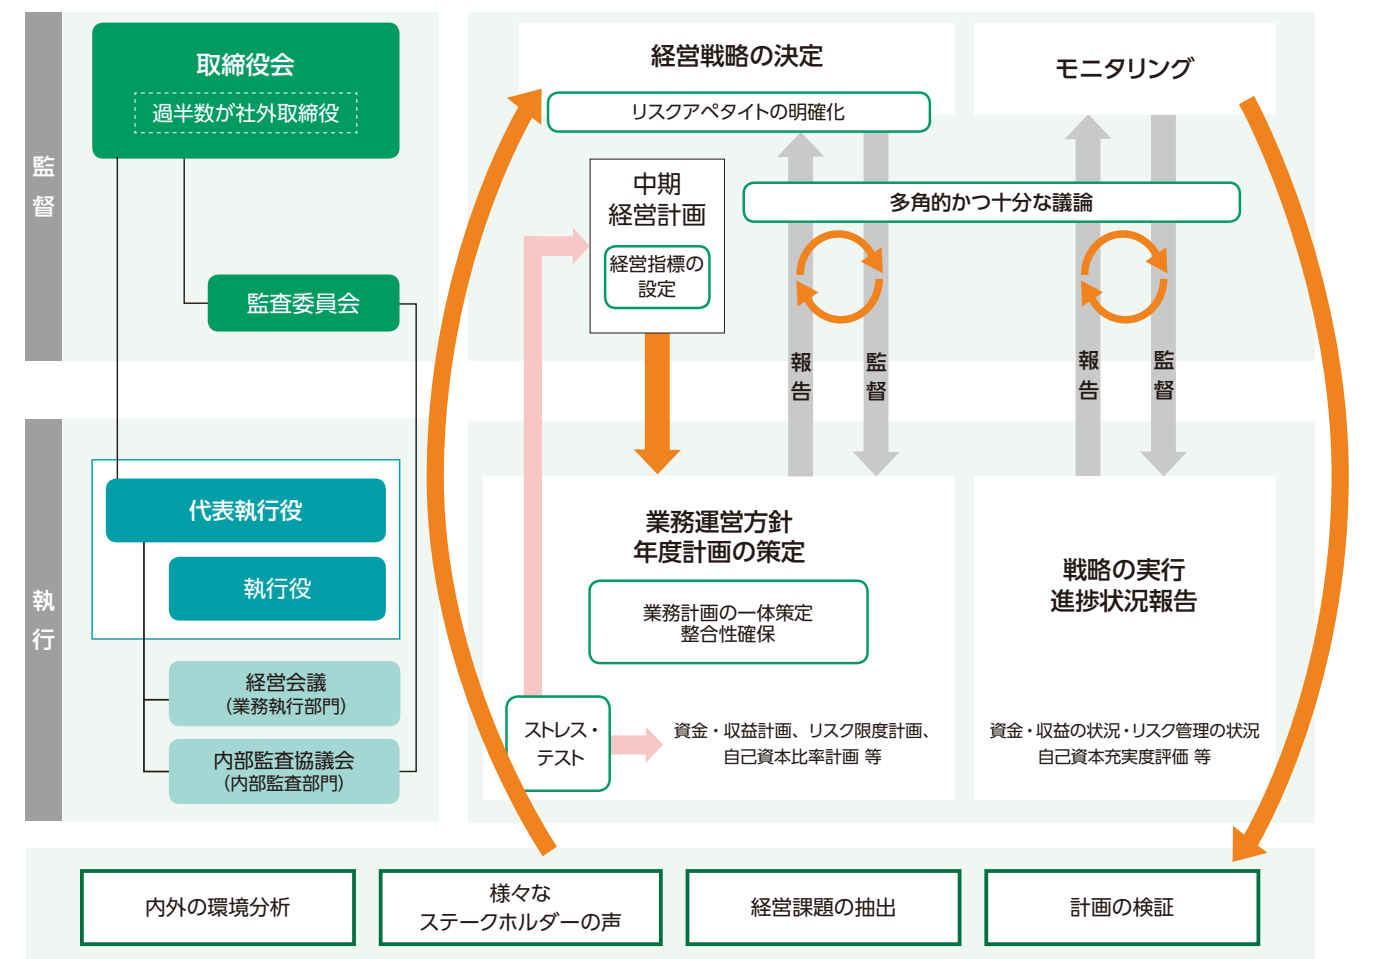 監督
取締役会
過半数が社外取締役
監査委員会
執行
代表執行役
執行役
経営会議
(業務執行部門)
内部監査協議会
(内部監査部門)
経営戦略の決定
リスクアペタイトの明確化
モニタリング
中期
経営計画
経営指標の
設定
多角的かつ十分な議論
報告
監督
報告
監督
業務運営方針
年度計画の策定
業務計画の一体策定
整合性確保
ストレス・
テスト
資金・収益計画、リスク限度計画、
自己資本比率計画 等
戦略の実行
進捗状況報告
資金・収益の状況・リスク管理の状況
自己資本充実度評価 等
内外の環境分析
様々な
ステークホルダーの声
経営課題の抽出
計画の検証